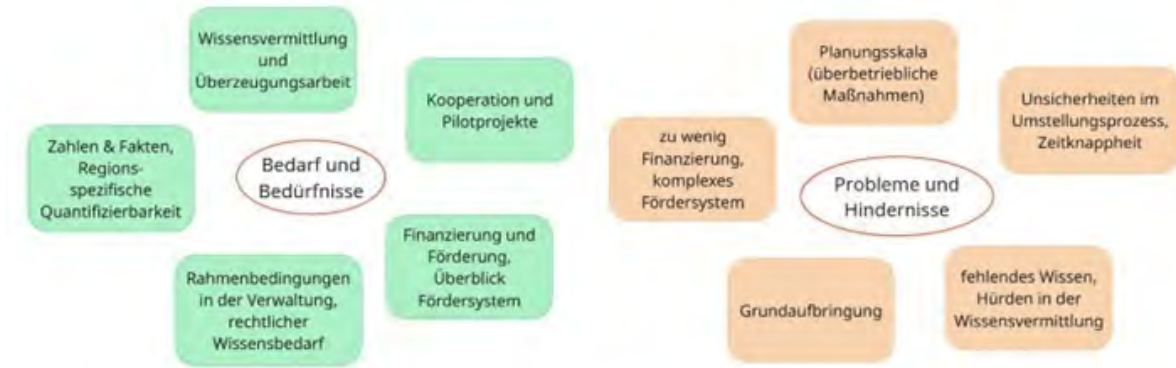 Wissensvermittlung
und
Überzeugungsarbeit
Kooperation und
Pilotprojekte
Zahlen & Fakten,
Regions-
spezifische
Quantifizierbarkeit
Bedarf und
Bedürfnisse
Finanzierung und
Förderung,
Überblick
Fördersystem
Rahmenbedingungen
in der Verwaltung,
rechtlicher
Wissensbedarf
Planungsskala
(überbetriebliche
Maßnahmen)
Unsicherheiten im
Umstellungsprozess,
Zeitknappheit
zu wenig
Finanzierung,
komplexes
Fördersystem
Probleme und
Hindernisse
Grundaufbringung
fehlendes Wissen,
Hürden in der
Wissensvermittlung